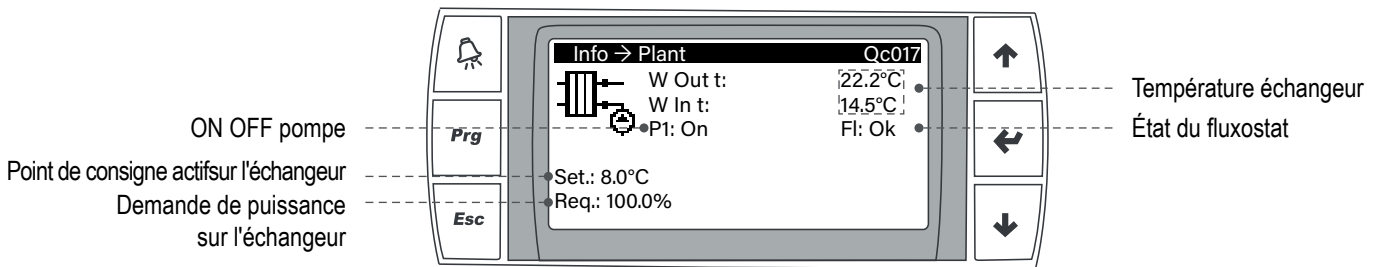 Info → Plant Qc017
W Out t: 22.2°C
W In t: 14.5°C
P1: On Fl: Ok
Set.: 8.0°C
Req.: 100.0%
Prg
Esc
ON OFF pompe
Point de consigne actifsur l'échangeur
Demande de puissance
sur l'échangeur
Température échangeur
État du fluxostat